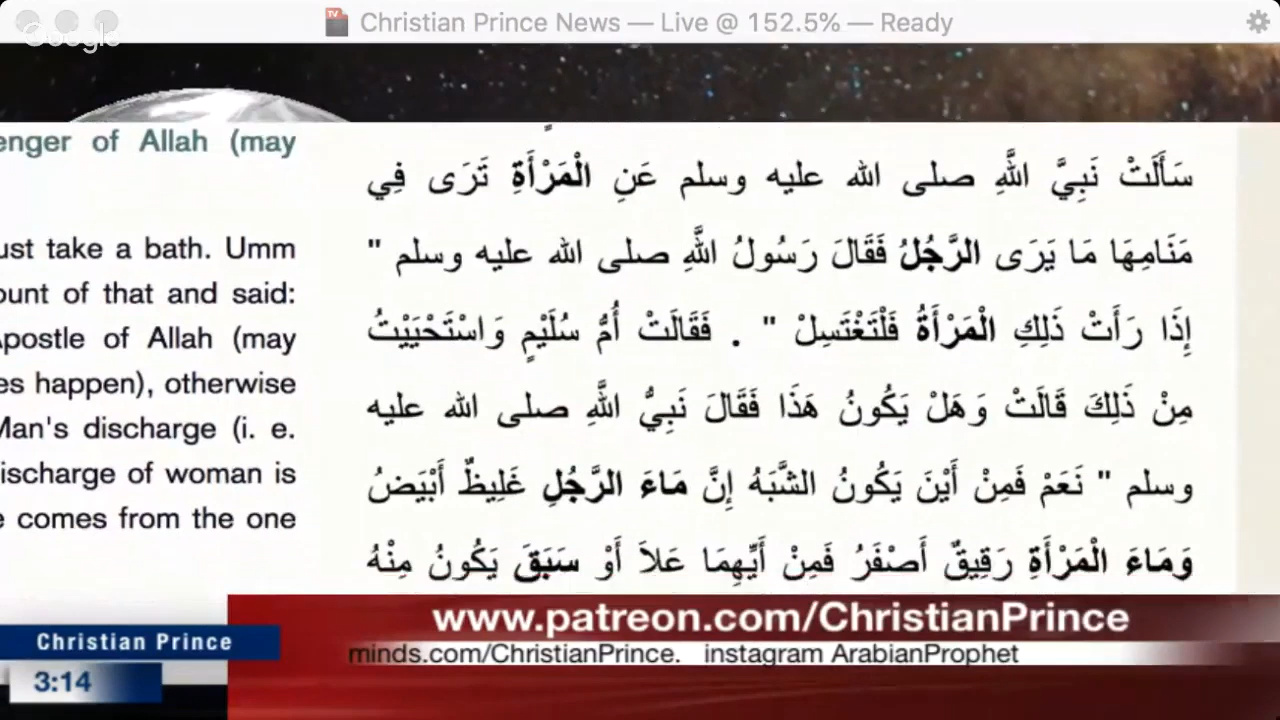 Christian Prince News — Live @ 152.5% — Ready
Google
enger of Allah (may
ust take a bath. Umm
ount of that and said:
Apostle of Allah (may
es happen), otherwise
Man's discharge (i. e.
ischarge of woman is
e comes from the one
سَأَلَتْ نَبِيَّ اللَّهِ صلى الله عليه وسلم عَنِ الْمَرْأَةِ تَرَى فِي
مَنَامِهَا مَا يَرَى الرَّجُلُ فَقَالَ رَسُولُ اللَّهِ صلى الله عليه وسلم "
إِذَا رَأَتْ ذَلِكِ الْمَرْأَةُ فَلْتَغْتَسِلْ " . فَقَالَتْ أُمُّ سُلَيْمٍ وَاسْتَحْيَيْتُ
مِنْ ذَلِكَ قَالَتْ وَهَلْ يَكُونُ هَذَا فَقَالَ نَبِيُّ اللَّهِ صلى الله عليه
وسلم " نَعَمْ فَمِنْ أَيْنَ يَكُونُ الشَّبَهُ إِنَّ مَاءَ الرَّجُلِ غَلِيظٌ أَبْيَضُ
وَمَاءَ الْمَرْأَةِ رَقِيقٌ أَصْفَرُ فَمِنْ أَيِّهِمَا عَلاَ أَوْ سَبَقَ يَكُونُ مِنْهُ
www.patreon.com/ChristianPrince
Christian Prince
minds.com/ChristianPrince. instagram ArabianProphet
3:14